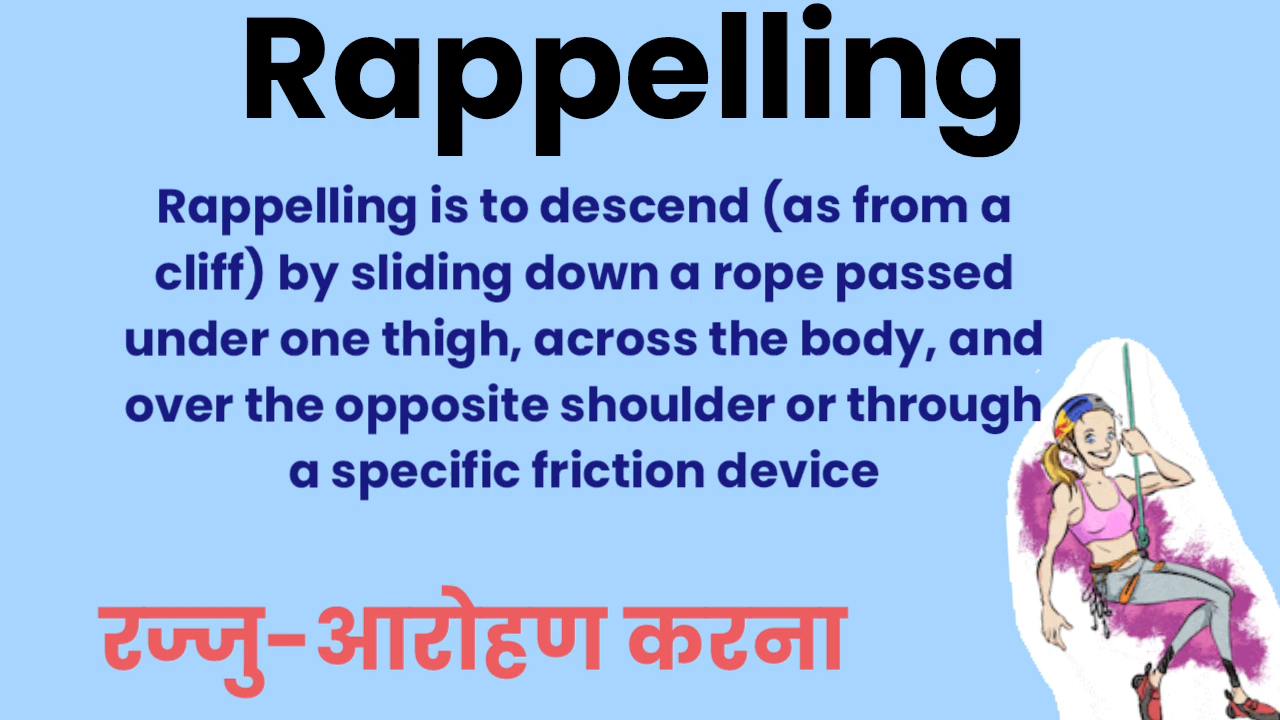 Rappelling
Rappelling is to descend (as from a
cliff) by sliding down a rope passed
under one thigh, across the body, and
over the opposite shoulder or through
a specific friction device
रज्जु-आरोहण करना